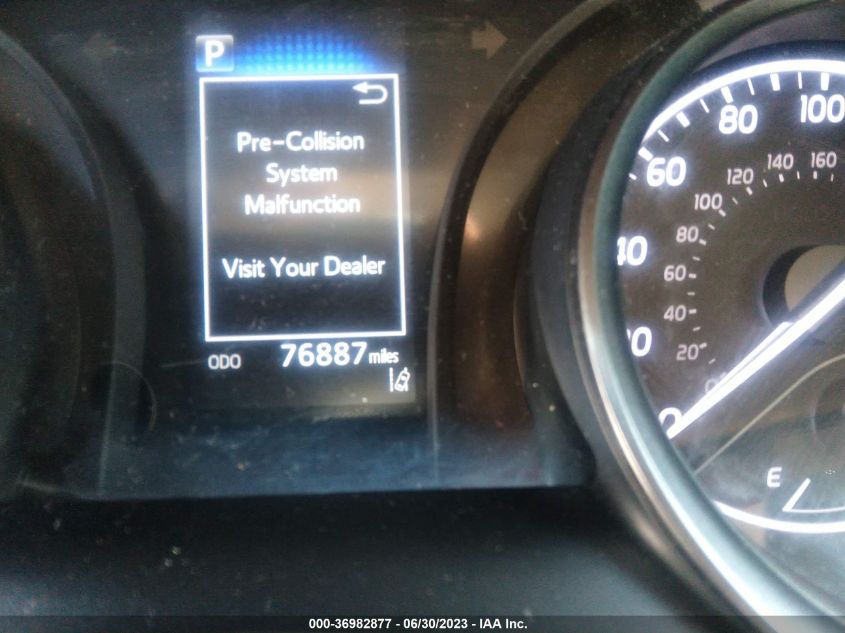 P
Pre-Collision
System
Malfunction
Visit Your Dealer
ODO 76887 miles
80 100
60
120 140 160
100
80
60
40
20
0
E
000-36982877 - 06/30/2023 - IAA Inc.